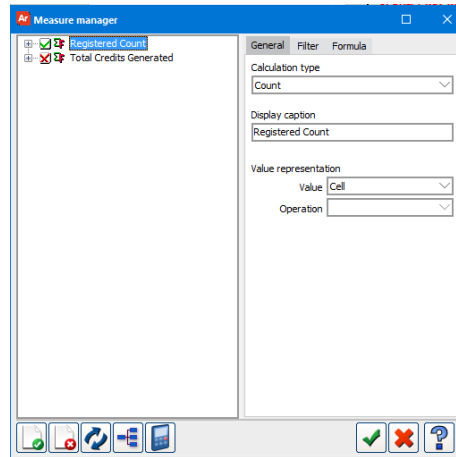 Ar Measure manager
Registered Count
Total Credits Generated
General Filter Formula
Calculation type
Count
Display caption
Registered Count
Value representation
Value Cell
Operation